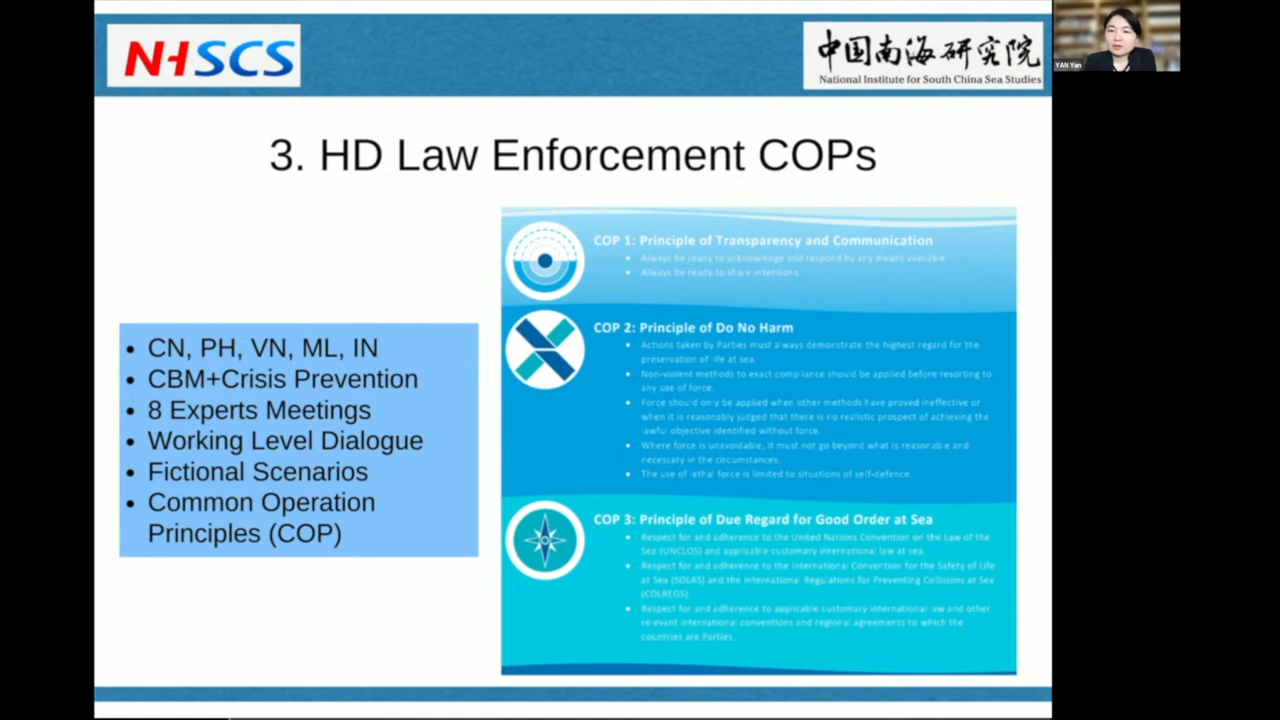 NHSCS
中国南海研究院
National Institute for South China Sea Studies
YAN Yan
3. HD Law Enforcement COPs
• CN, PH, VN, ML, IN
• CBM+Crisis Prevention
• 8 Experts Meetings
• Working Level Dialogue
• Fictional Scenarios
• Common Operation
Principles (COP)
COP 1: Principle of Transparency and Communication
• Always be ready to acknowledge and respond by any means available
• Always be ready to share intentions
COP 2: Principle of Do No Harm
• Actions taken by Parties must always demonstrate the highest regard for the
preservation of life at sea.
• Non-violent methods to exact compliance should be applied before resorting to
any use of force.
• Force should only be applied when other methods have proved ineffective or
when it is reasonably judged that there is no realistic prospect of achieving the
lawful objective identified without force.
• Where force is unavoidable, it must not go beyond what is reasonable and
necessary in the circumstances.
• The use of lethal force is limited to situations of self-defence.
COP 3: Principle of Due Regard for Good Order at Sea
• Respect for and adherence to the United Nations Convention on the Law of the
Sea (UNCLOS) and applicable customary international law at sea.
• Respect for and adherence to the International Convention for the Safety of Life
at Sea (SOLAS) and the International Regulations for Preventing Collisions at Sea
(COLREGS).
• Respect for and adherence to applicable customary international law and other
relevant international conventions and regional agreements to which the
countries are Parties.